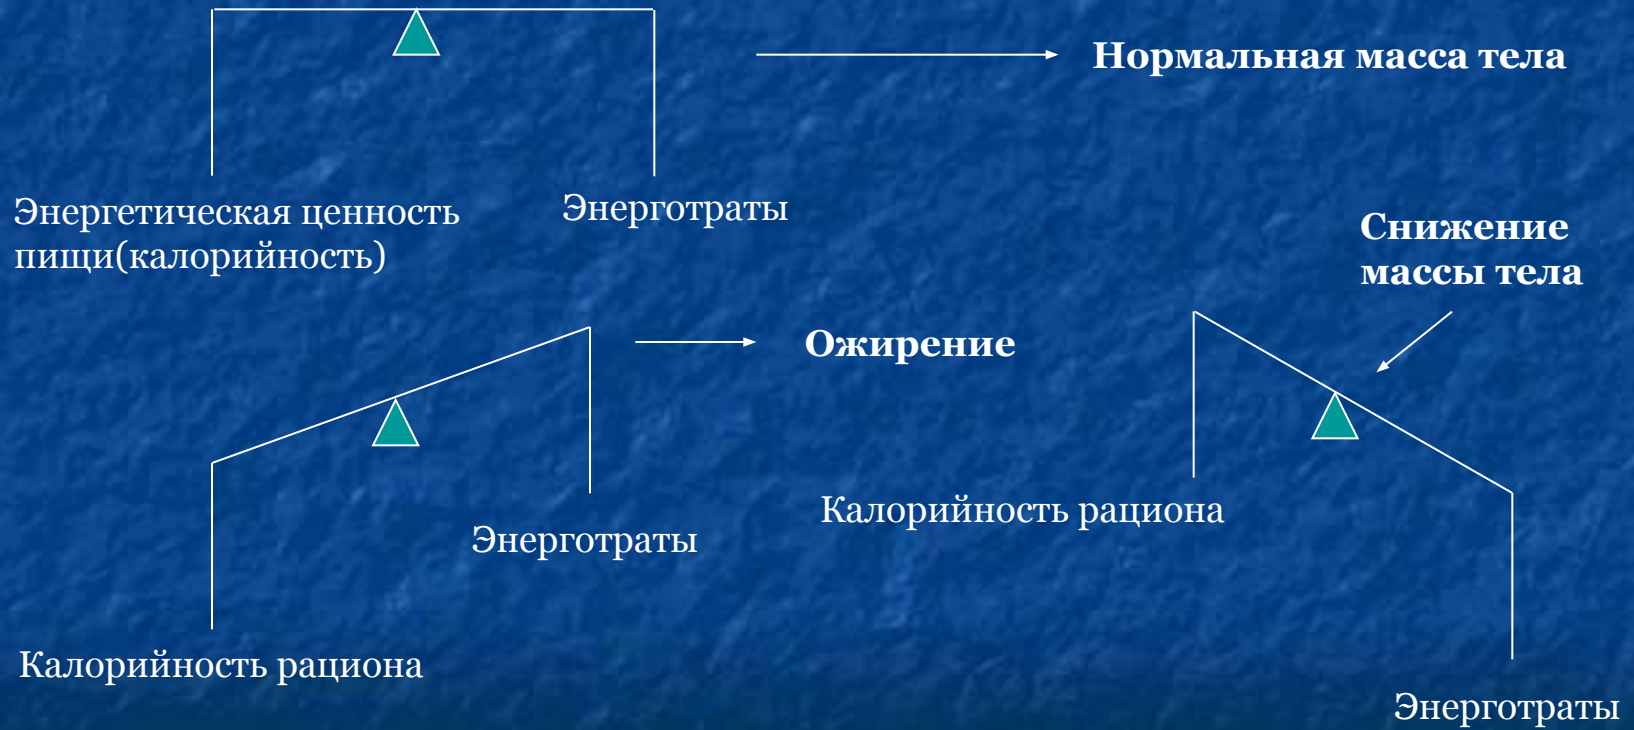 Нормальная масса тела
Энергетическая ценность
пищи(калорийность)
Энерготраты
Снижение
массы тела
Ожирение
Энерготраты
Калорийность рациона
Калорийность рациона
Энерготраты